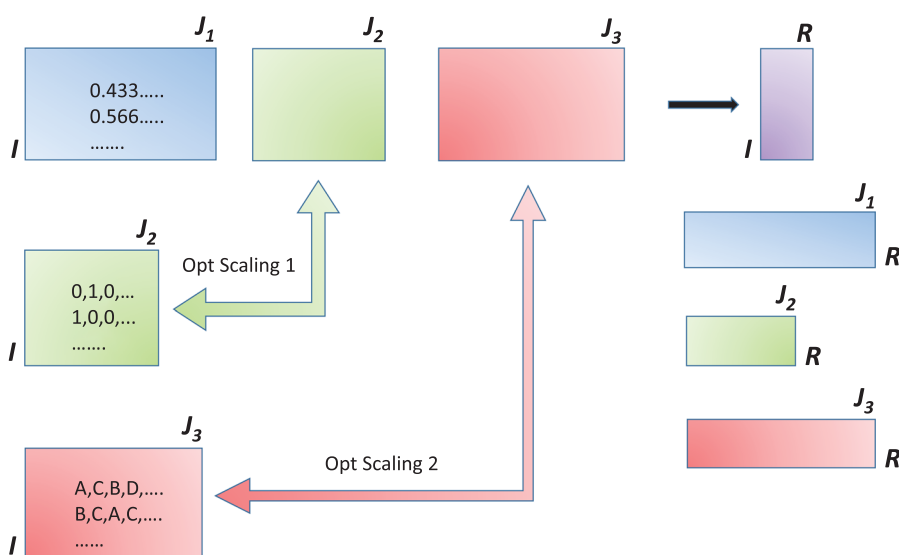 J1
J2
J3
R
0.433.....
0.566.....
.......
I
I
J1
R
J2
Opt Scaling 1
0,1,0,...
1,0,0,...
.......
I
J2
R
J3
R
J3
Opt Scaling 2
A,C,B,D,....
B,C,A,C,....
......
I